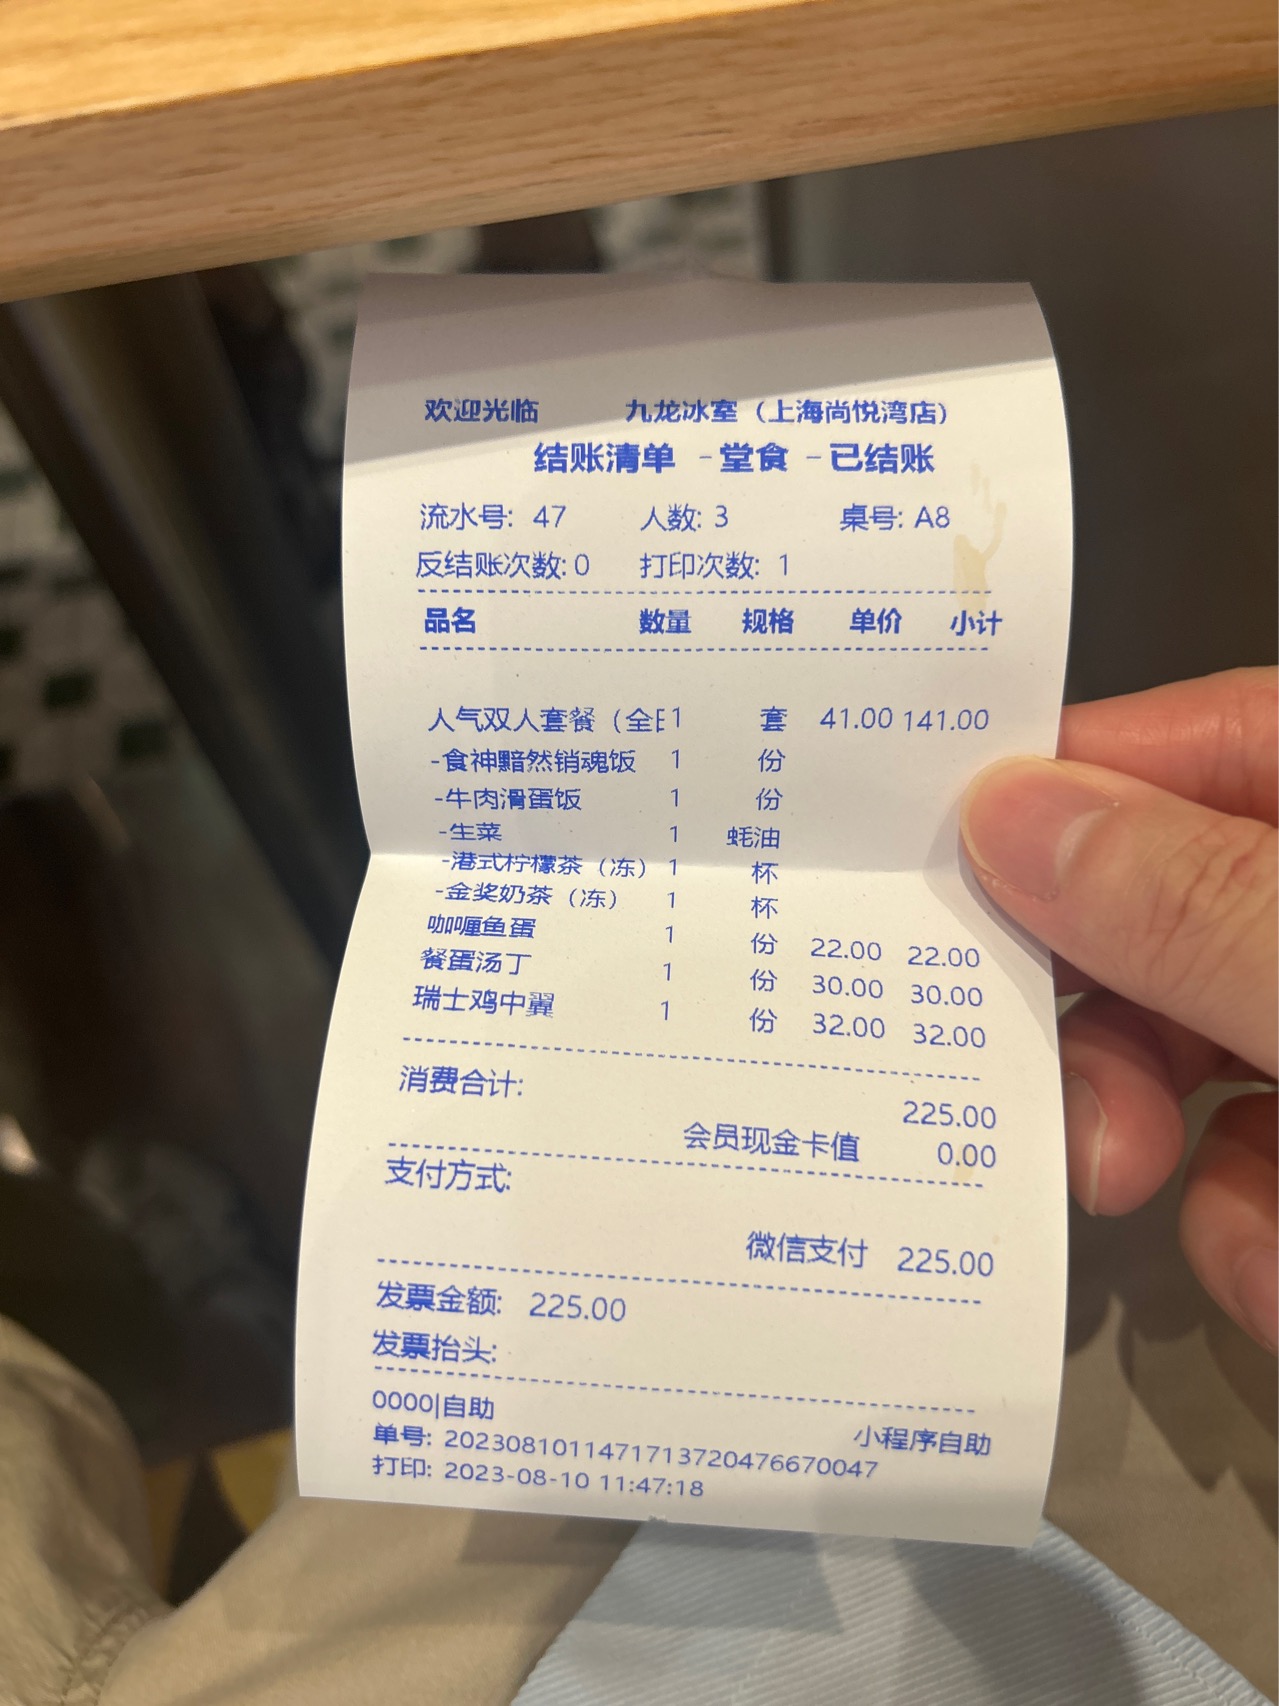 欢迎光临 九龙冰室（上海尚悦湾店）
结账清单 -堂食 -已结账
流水号: 47 人数: 3 桌号: A8
反结账次数: 0 打印次数: 1
品名 数量 规格 单价 小计
人气双人套餐（全日 1 套 41.00 141.00
-食神黯然销魂饭 1 份
-牛肉滑蛋饭 1 份
-生菜 1 蚝油
-港式柠檬茶（冻） 1 杯
-金奖奶茶（冻） 1 杯
咖喱鱼蛋 1 份 22.00 22.00
餐蛋汤丁 1 份 30.00 30.00
瑞士鸡中翼 1 份 32.00 32.00
消费合计: 225.00
会员现金卡值 0.00
支付方式:
微信支付 225.00
发票金额: 225.00
发票抬头:
0000|自助 小程序自助
单号: 2023081011471713720476670047
打印: 2023-08-10 11:47:18